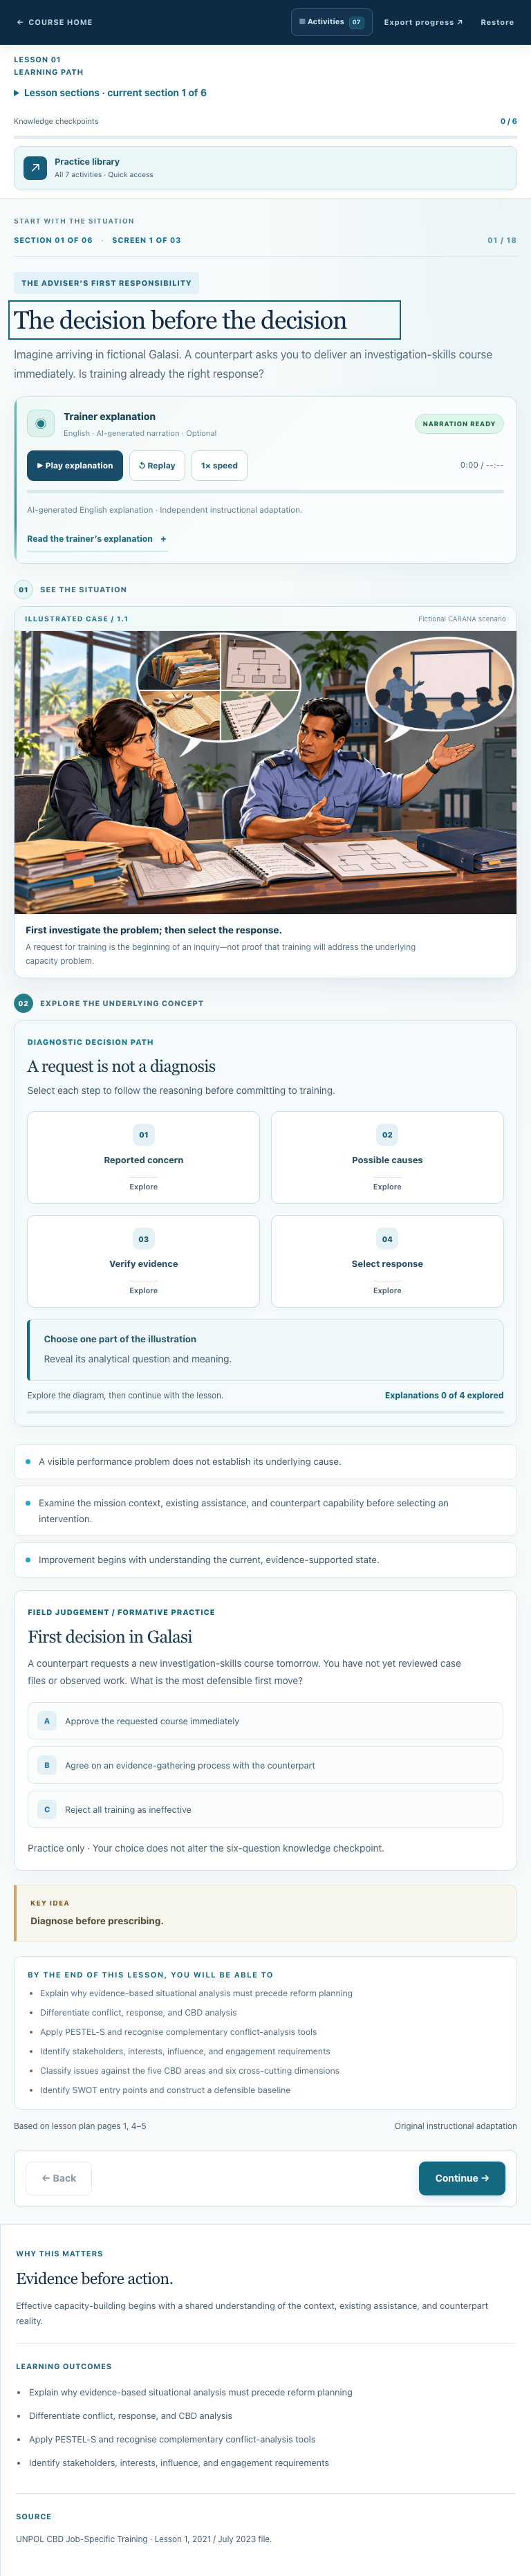 ← COURSE HOME
Activities 07
Export progress ↗
Restore
LESSON 01
LEARNING PATH
▶ Lesson sections · current section 1 of 6
Knowledge checkpoints
0 / 6
↗
Practice library
All 7 activities · Quick access
START WITH THE SITUATION
SECTION 01 OF 06 · SCREEN 1 OF 03
01 / 18
THE ADVISER'S FIRST RESPONSIBILITY
The decision before the decision
Imagine arriving in fictional Galasi. A counterpart asks you to deliver an investigation-skills course
immediately. Is training already the right response?
Trainer explanation
English · AI-generated narration · Optional
NARRATION READY
▶ Play explanation
↺ Replay
1× speed
0:00 / --:--
AI-generated English explanation · Independent instructional adaptation.
Read the trainer's explanation +
01 SEE THE SITUATION
ILLUSTRATED CASE / 1.1
Fictional CARANA scenario
First investigate the problem; then select the response.
A request for training is the beginning of an inquiry—not proof that training will address the underlying
capacity problem.
02 EXPLORE THE UNDERLYING CONCEPT
DIAGNOSTIC DECISION PATH
A request is not a diagnosis
Select each step to follow the reasoning before committing to training.
01
Reported concern
Explore
02
Possible causes
Explore
03
Verify evidence
Explore
04
Select response
Explore
Choose one part of the illustration
Reveal its analytical question and meaning.
Explore the diagram, then continue with the lesson.
Explanations 0 of 4 explored
A visible performance problem does not establish its underlying cause.
Examine the mission context, existing assistance, and counterpart capability before selecting an
intervention.
Improvement begins with understanding the current, evidence-supported state.
FIELD JUDGEMENT / FORMATIVE PRACTICE
First decision in Galasi
A counterpart requests a new investigation-skills course tomorrow. You have not yet reviewed case
files or observed work. What is the most defensible first move?
A Approve the requested course immediately
B Agree on an evidence-gathering process with the counterpart
C Reject all training as ineffective
Practice only · Your choice does not alter the six-question knowledge checkpoint.
KEY IDEA
Diagnose before prescribing.
BY THE END OF THIS LESSON, YOU WILL BE ABLE TO
• Explain why evidence-based situational analysis must precede reform planning
• Differentiate conflict, response, and CBD analysis
• Apply PESTEL-S and recognise complementary conflict-analysis tools
• Identify stakeholders, interests, influence, and engagement requirements
• Classify issues against the five CBD areas and six cross-cutting dimensions
• Identify SWOT entry points and construct a defensible baseline
Based on lesson plan pages 1, 4–5
Original instructional adaptation
← Back
Continue →
WHY THIS MATTERS
Evidence before action.
Effective capacity-building begins with a shared understanding of the context, existing assistance, and counterpart
reality.
LEARNING OUTCOMES
• Explain why evidence-based situational analysis must precede reform planning
• Differentiate conflict, response, and CBD analysis
• Apply PESTEL-S and recognise complementary conflict-analysis tools
• Identify stakeholders, interests, influence, and engagement requirements
SOURCE
UNPOL CBD Job-Specific Training · Lesson 1, 2021 / July 2023 file.